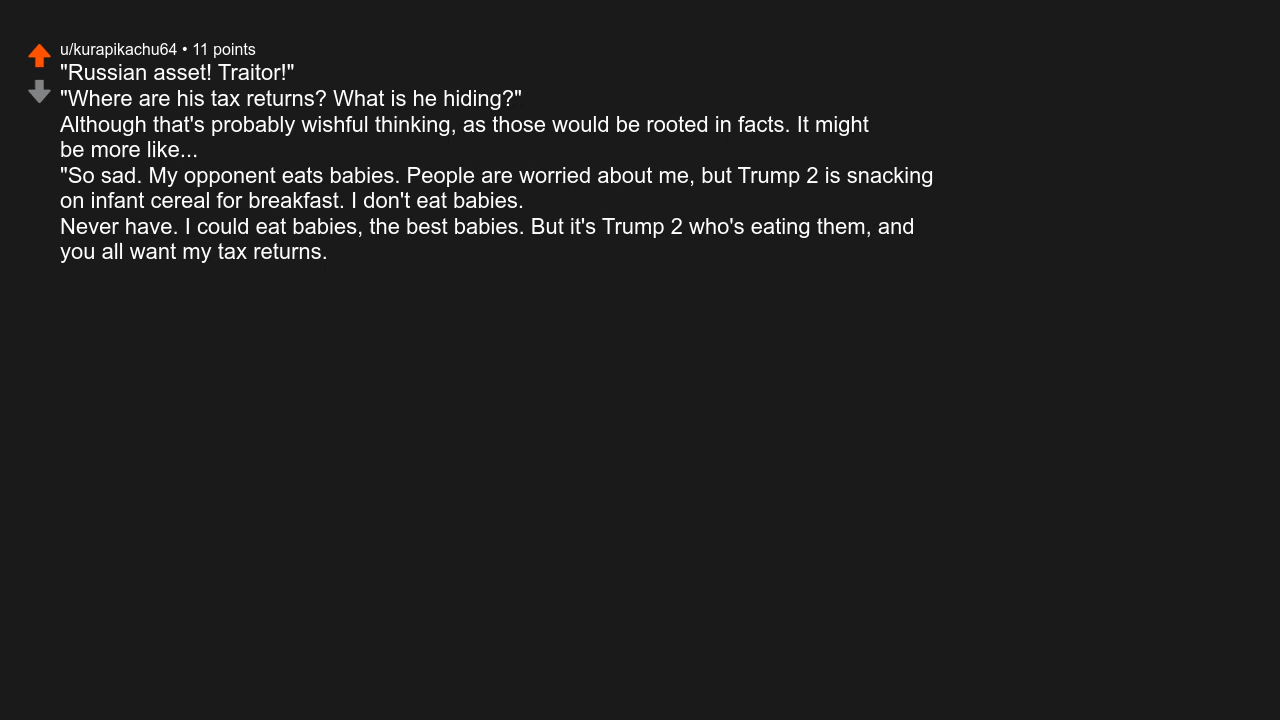 u/kurapikachu64 • 11 points
"Russian asset! Traitor!"
"Where are his tax returns? What is he hiding?"
Although that's probably wishful thinking, as those would be rooted in facts. It might
be more like...
"So sad. My opponent eats babies. People are worried about me, but Trump 2 is snacking
on infant cereal for breakfast. I don't eat babies.
Never have. I could eat babies, the best babies. But it's Trump 2 who's eating them, and
you all want my tax returns.